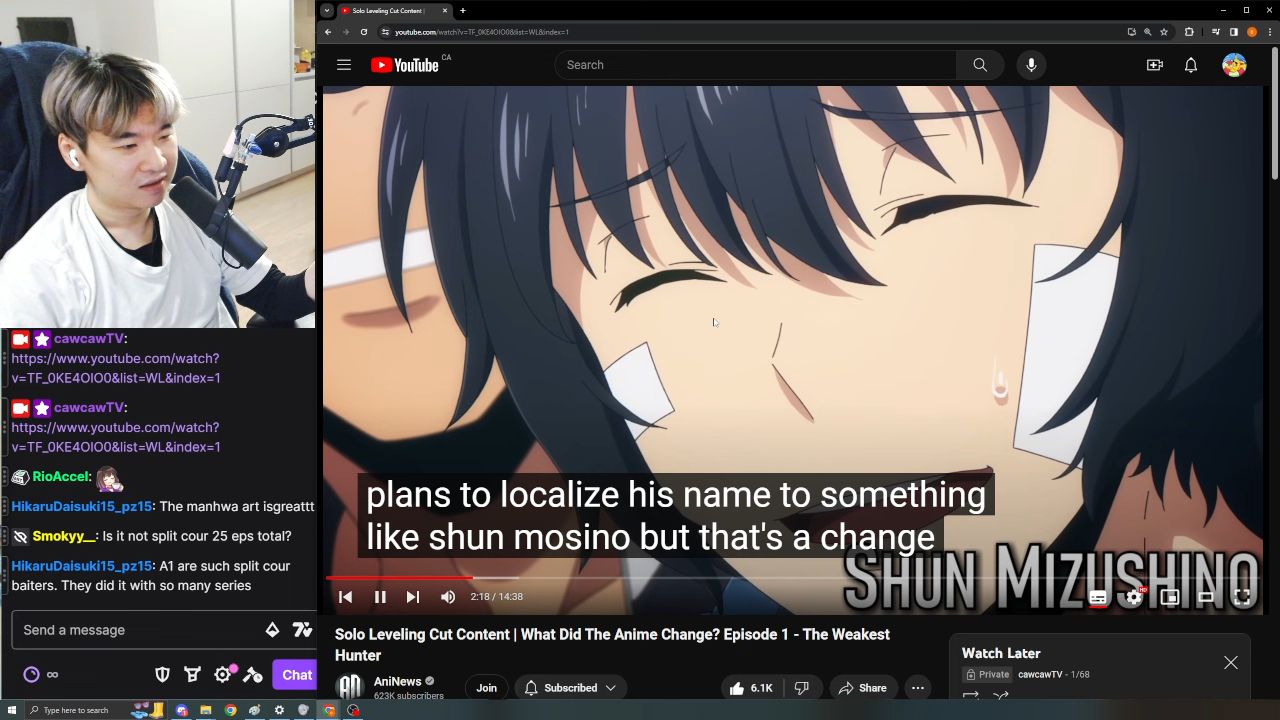 Solo Leveling Cut Content |
youtube.com/watch?v=TF_0KE4OIO0&list=WL&index=1
YouTube CA
Search
plans to localize his name to something
like shun mosino but that's a change
SHUN MIZUSHINO
2:18 / 14:38
HD
Solo Leveling Cut Content | What Did The Anime Change? Episode 1 - The Weakest
Hunter
AniNews
623K subscribers
Join
Subscribed
6.1K
Share
Watch Later
Private
cawcawTV - 1/68
cawcawTV:
https://www.youtube.com/watch?
v=TF_0KE4OIO0&list=WL&index=1
cawcawTV:
https://www.youtube.com/watch?
v=TF_0KE4OIO0&list=WL&index=1
RioAccel:
HikaruDaisuki15_pz15: The manhwa art isgreattt
Smokyy__: Is it not split cour 25 eps total?
HikaruDaisuki15_pz15: A1 are such split cour
baiters. They did it with so many series
Send a message
Chat
Type here to search